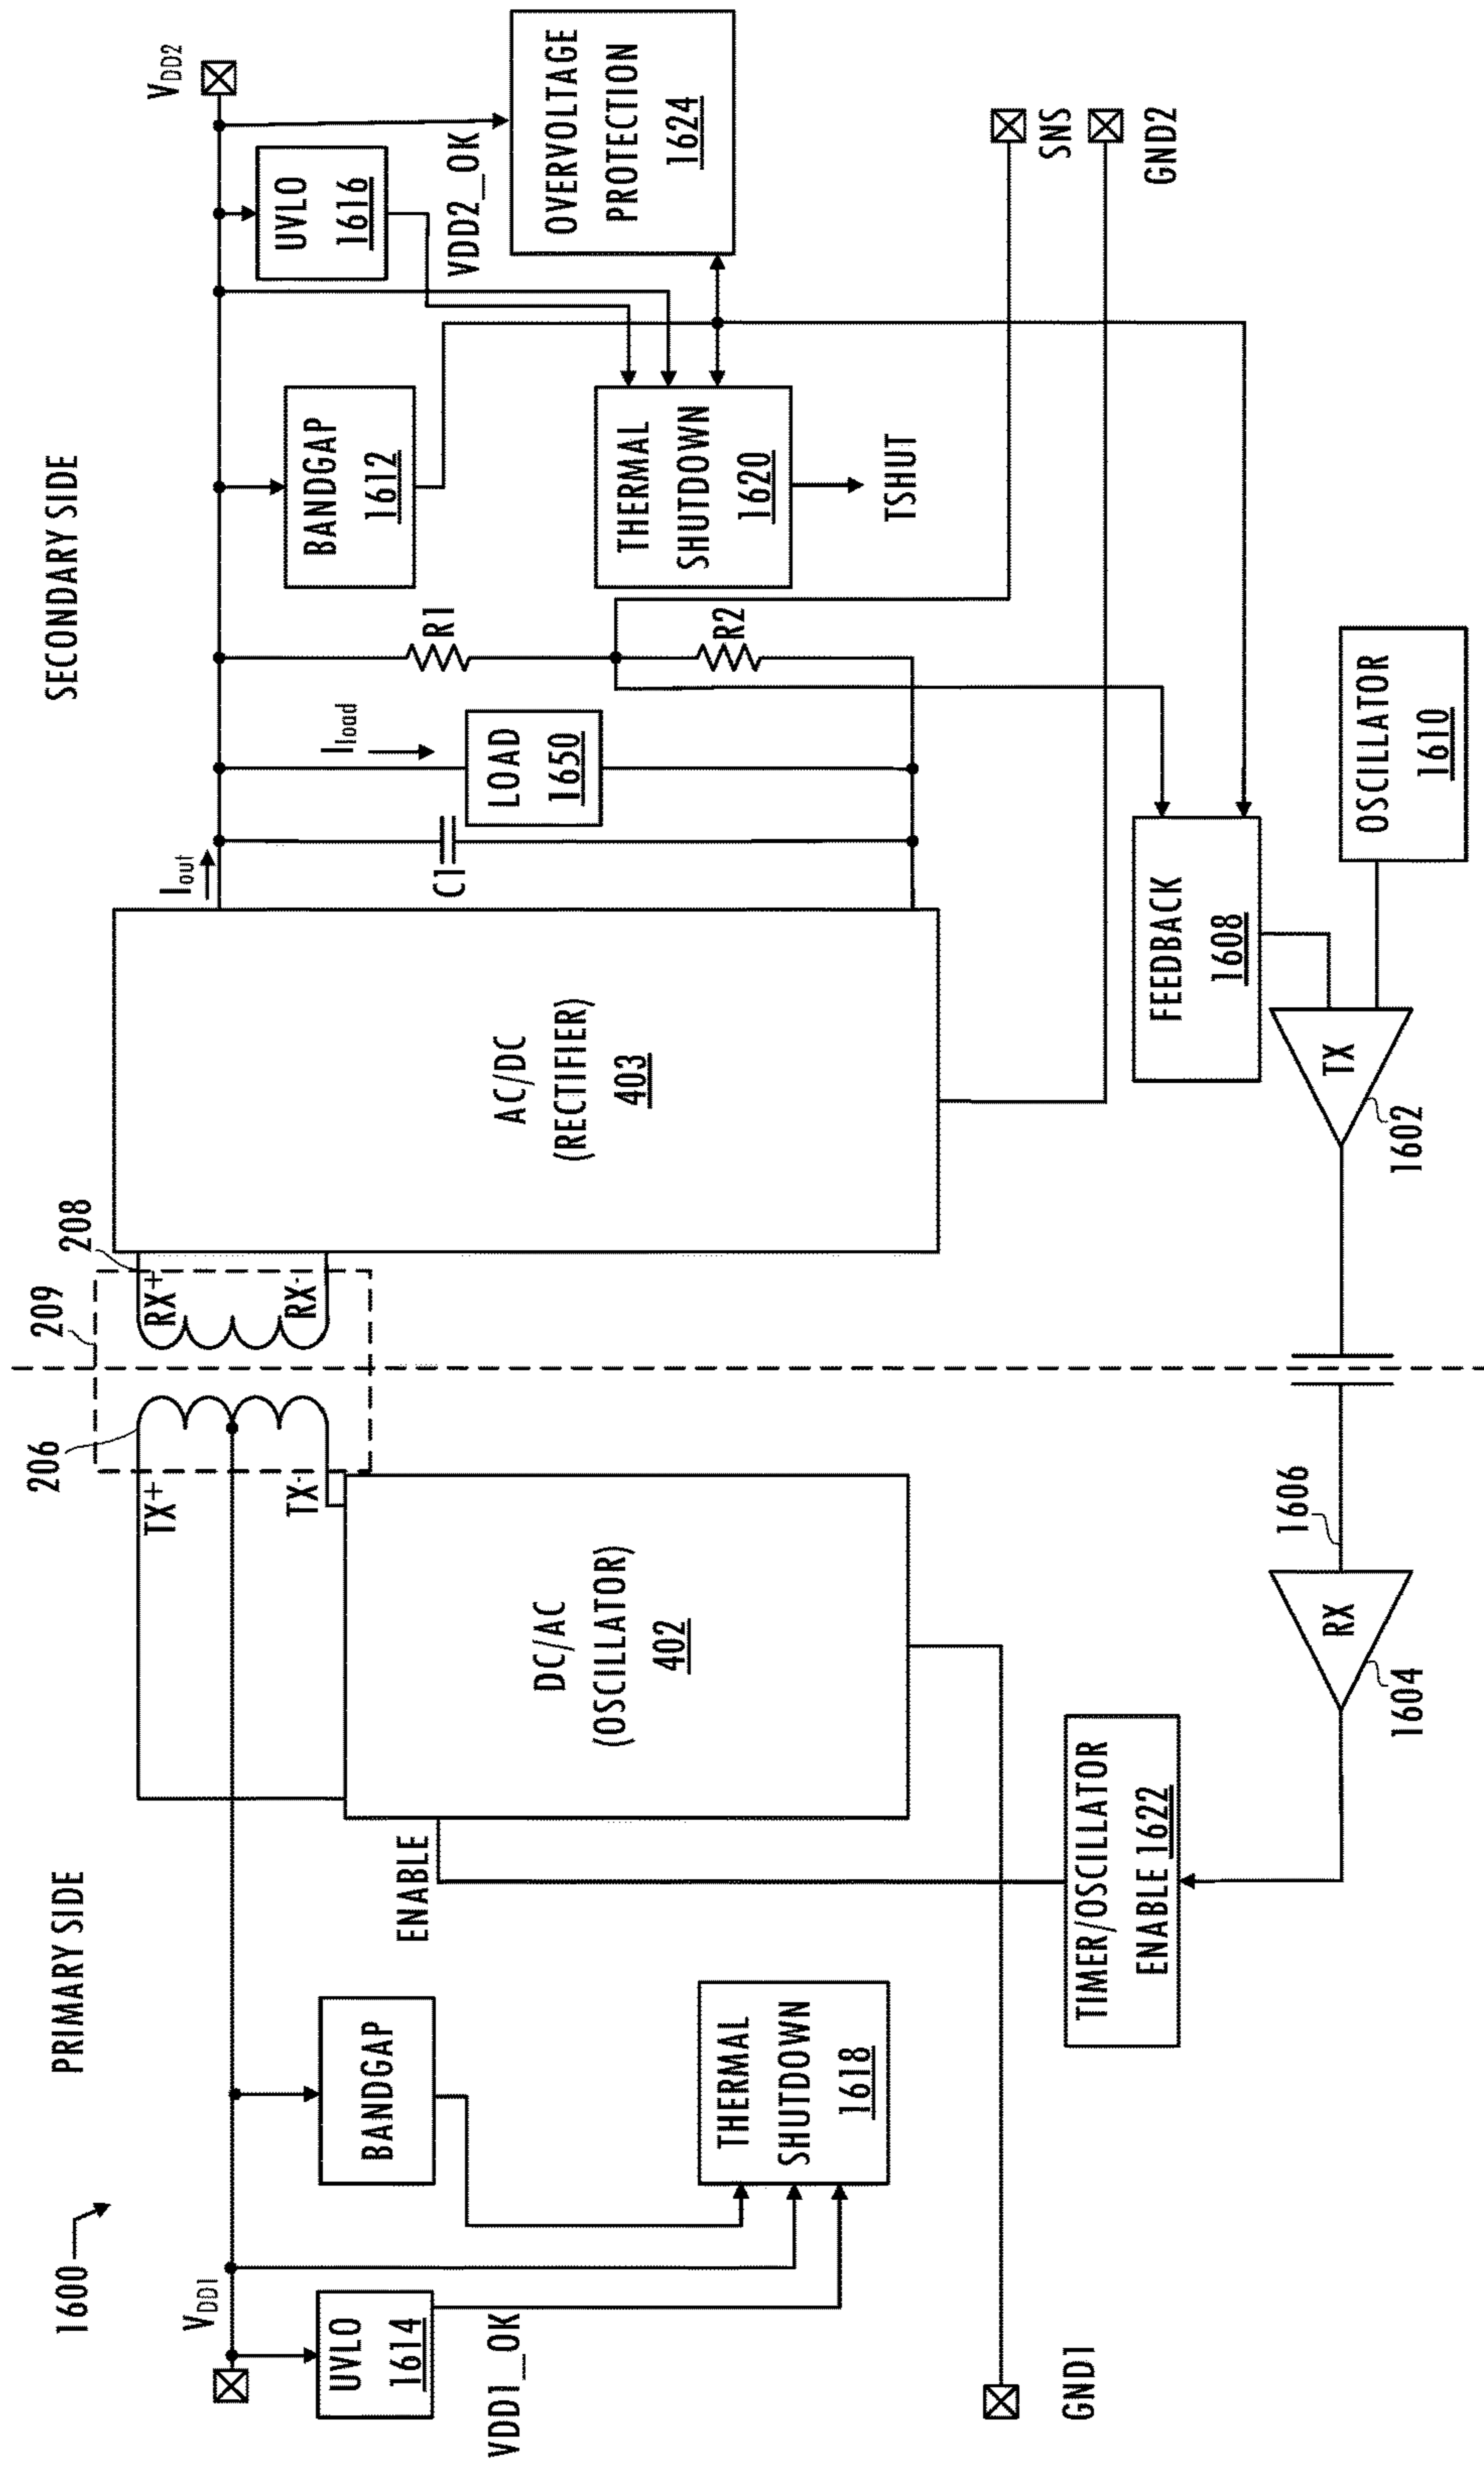 1600
PRIMARY SIDE
SECONDARY SIDE
206
209
208
VDD1
TX+
TX-
RX+
RX-
Iout
VDD2
UVLO
1614
VDD1_OK
BANDGAP
THERMAL
SHUTDOWN
1618
ENABLE
DC/AC
(OSCILLATOR)
402
AC/DC
(RECTIFIER)
403
C1
Iload
LOAD
1650
R1
R2
BANDGAP
1612
UVLO
1616
VDD2_OK
THERMAL
SHUTDOWN
1620
TSHUT
OVERVOLTAGE
PROTECTION
1624
SNS
GND2
GND1
TIMER/OSCILLATOR
ENABLE 1622
RX
1604
1606
TX
1602
FEEDBACK
1608
OSCILLATOR
1610